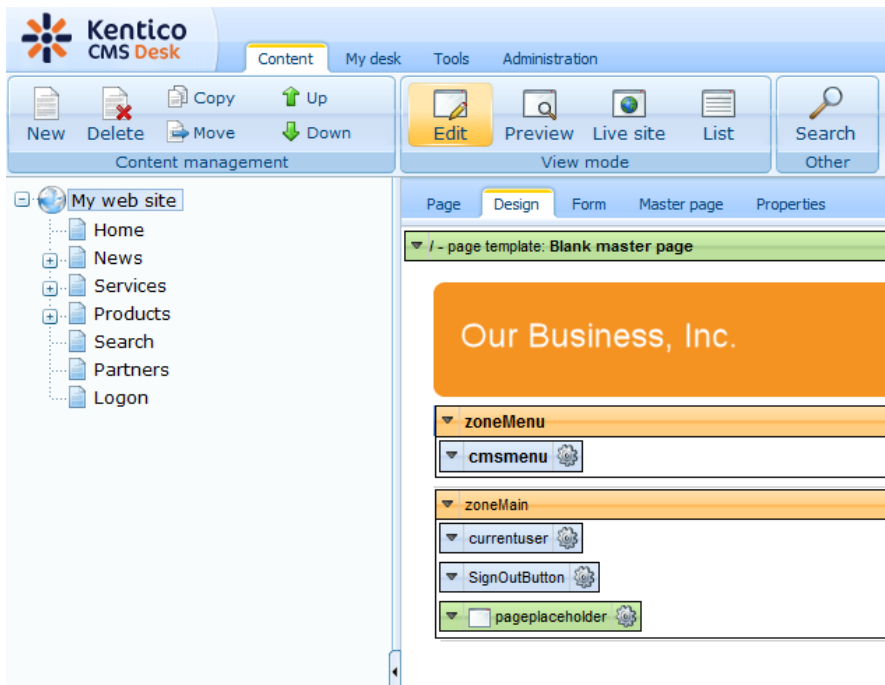 Kentico
CMS Desk
Content My desk Tools Administration
New Delete Copy Move Up Down
Content management
Edit Preview Live site List
View mode
Search
Other
My web site
Home
News
Services
Products
Search
Partners
Logon
Page Design Form Master page Properties
/ - page template: Blank master page
Our Business, Inc.
zoneMenu
cmsmenu
zoneMain
currentuser
SignOutButton
pageplaceholder